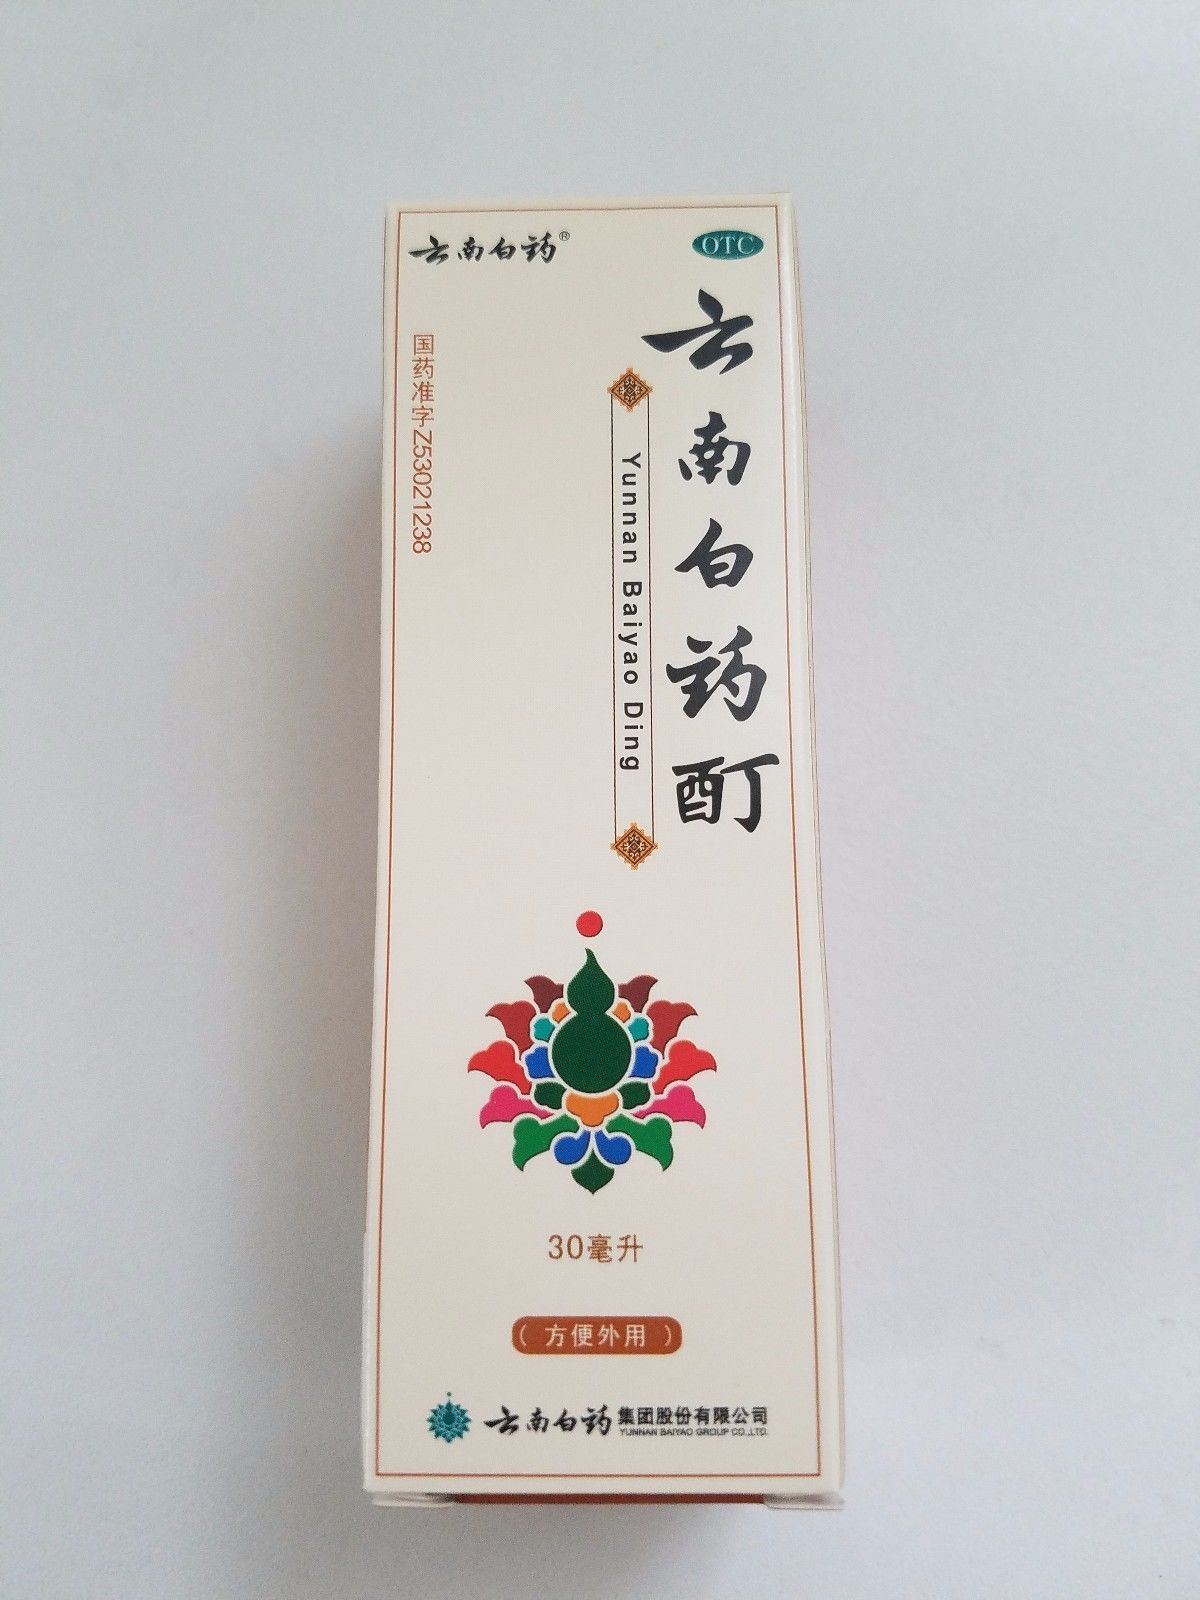 云南白药®
OTC
云南白药酊
Yunnan Baiyao Ding
国药准字Z53021238
30毫升
( 方便外用 )
云南白药集团股份有限公司
YUNNAN BAIYAO GROUP CO.,LTD.